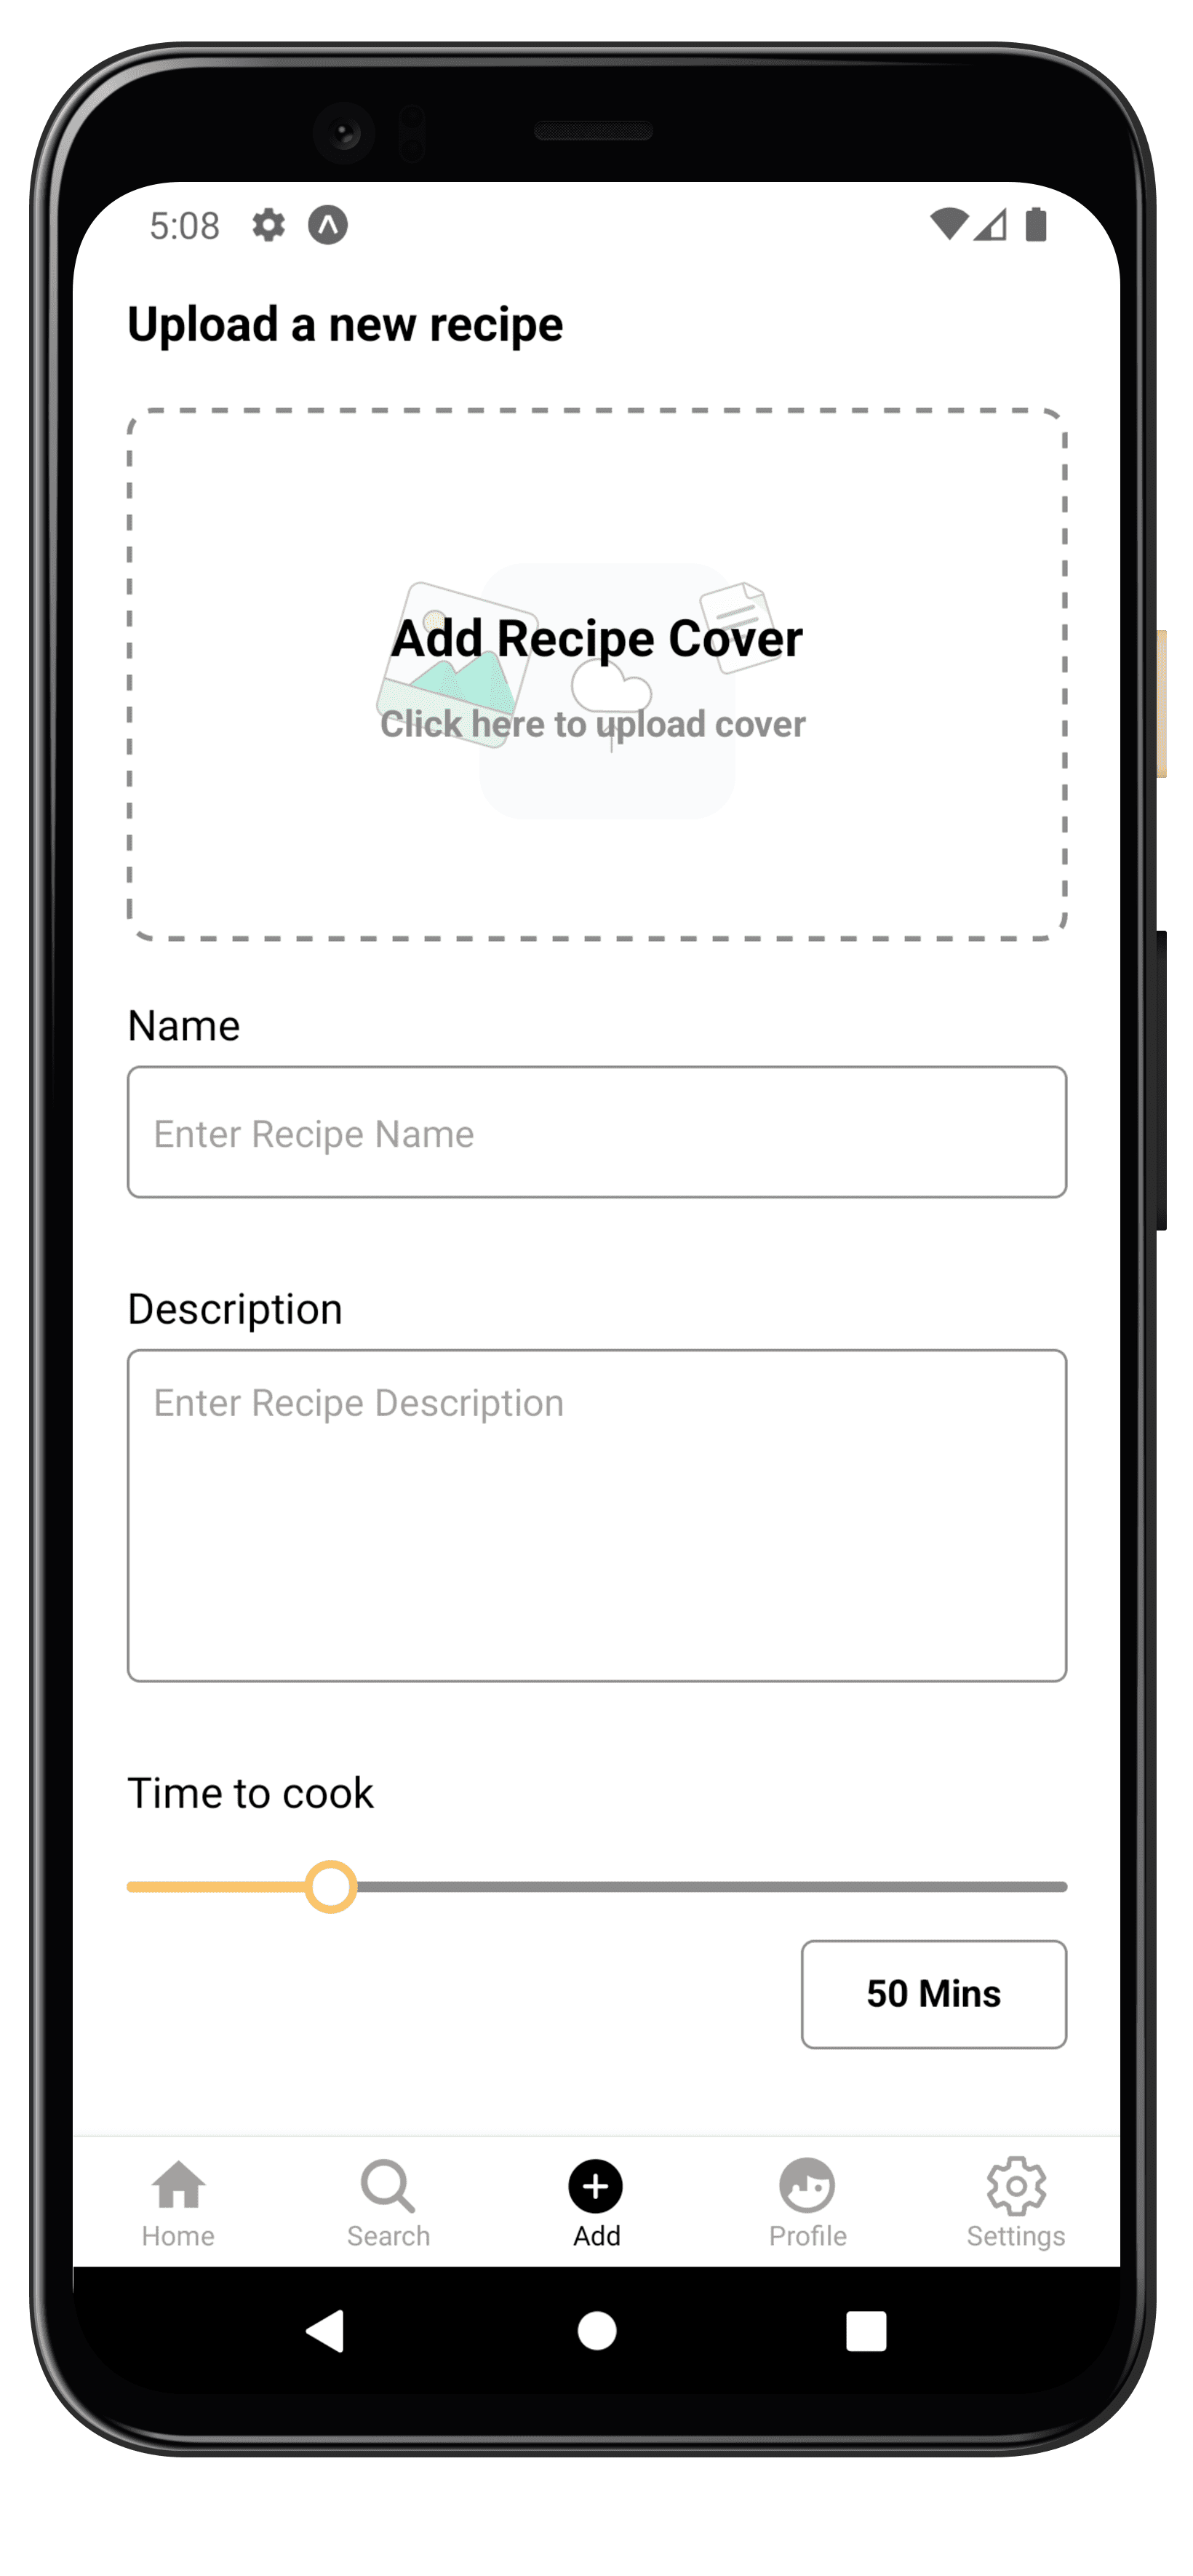 5:08
Upload a new recipe
Add Recipe Cover
Click here to upload cover
Name
Enter Recipe Name
Description
Enter Recipe Description
Time to cook
50 Mins
Home Search Add Profile Settings